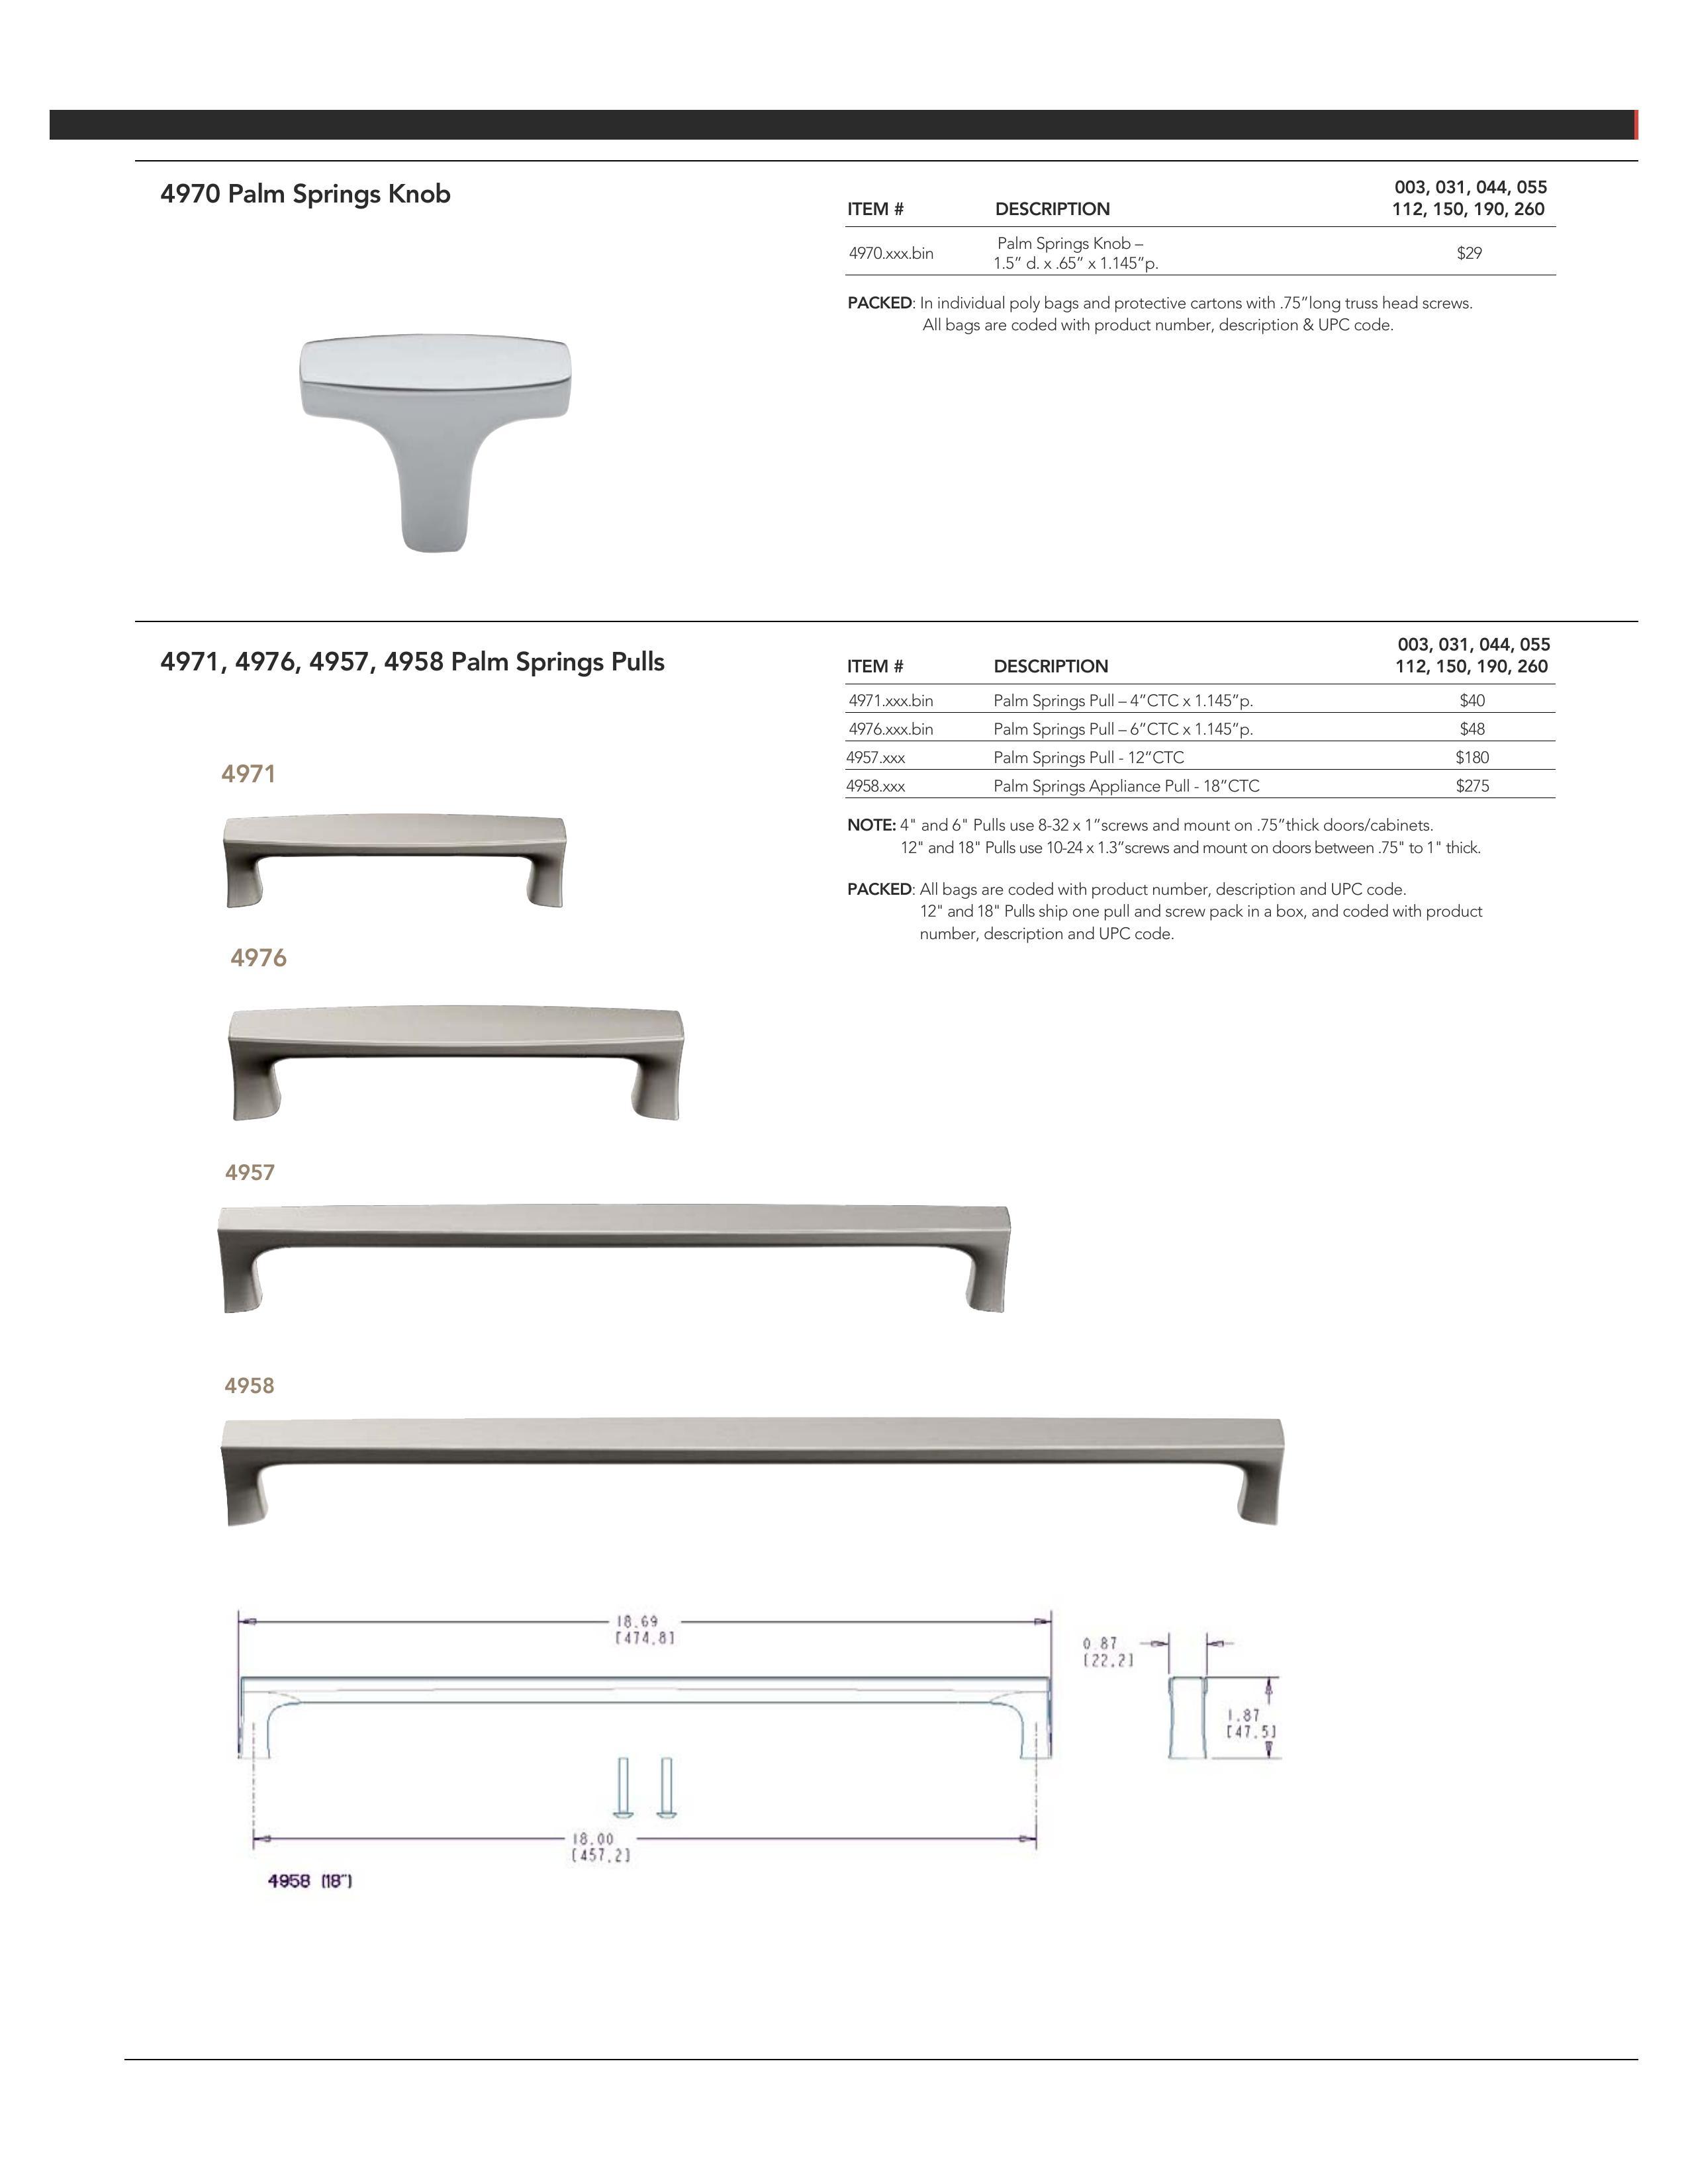 4970 Palm Springs Knob
003, 031, 044, 055
ITEM # DESCRIPTION 112, 150, 190, 260
4970.xxx.bin Palm Springs Knob – $29
1.5” d. x .65” x 1.145”p.
PACKED: In individual poly bags and protective cartons with .75”long truss head screws.
All bags are coded with product number, description & UPC code.
4971, 4976, 4957, 4958 Palm Springs Pulls
003, 031, 044, 055
ITEM # DESCRIPTION 112, 150, 190, 260
4971.xxx.bin Palm Springs Pull – 4”CTC x 1.145”p. $40
4976.xxx.bin Palm Springs Pull – 6”CTC x 1.145”p. $48
4957.xxx Palm Springs Pull - 12”CTC $180
4958.xxx Palm Springs Appliance Pull - 18”CTC $275
NOTE: 4" and 6" Pulls use 8-32 x 1”screws and mount on .75”thick doors/cabinets.
12" and 18" Pulls use 10-24 x 1.3”screws and mount on doors between .75" to 1" thick.
PACKED: All bags are coded with product number, description and UPC code.
12" and 18" Pulls ship one pull and screw pack in a box, and coded with product
number, description and UPC code.
4971
4976
4957
4958
18.69
[474.8]
0.87
[22.2]
1.87
[47.5]
18.00
[457.2]
4958 (18")